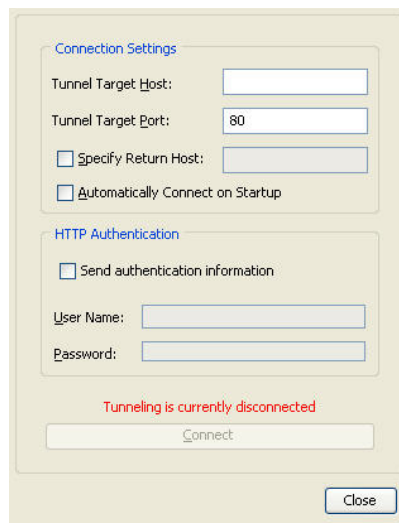 Connection Settings
Tunnel Target Host:
Tunnel Target Port: 80
Specify Return Host:
Automatically Connect on Startup
HTTP Authentication
Send authentication information
User Name:
Password:
Tunneling is currently disconnected
Connect
Close